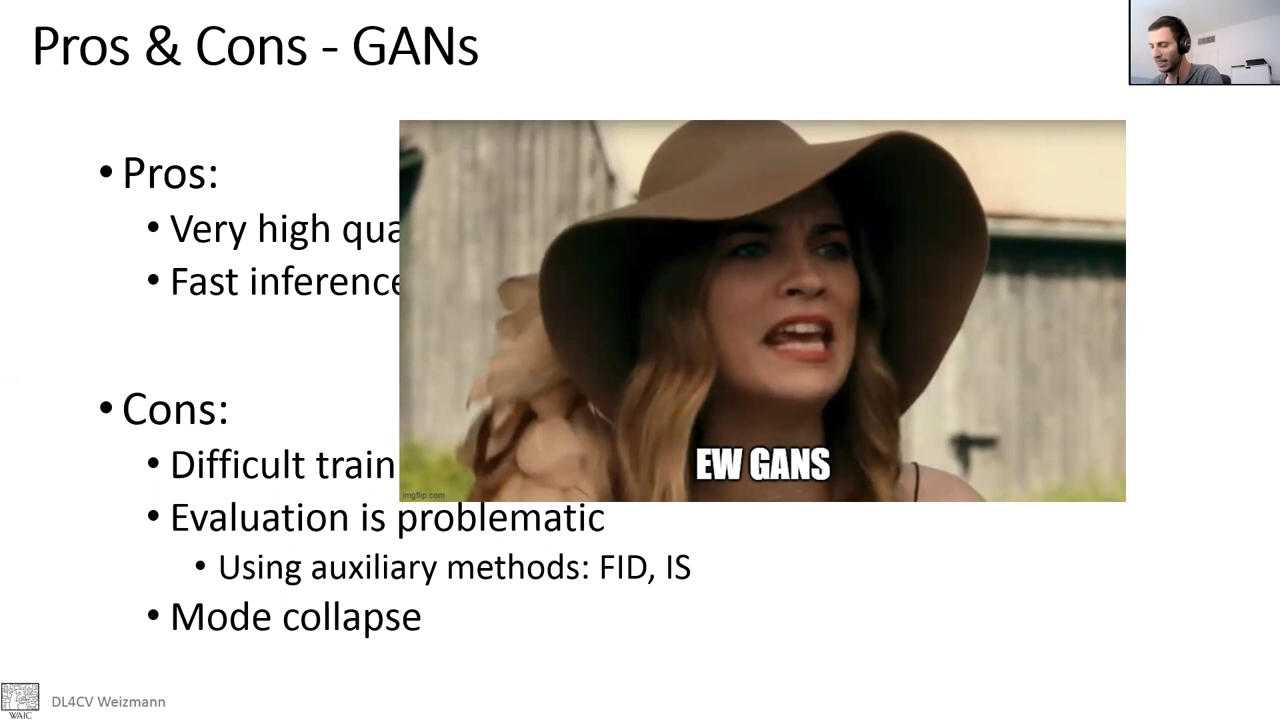 Pros & Cons - GANs
• Pros:
• Very high qua
• Fast inference
• Cons:
• Difficult train
• Evaluation is problematic
• Using auxiliary methods: FID, IS
• Mode collapse
EW GANS
imgflip.com
WAIC
DL4CV Weizmann